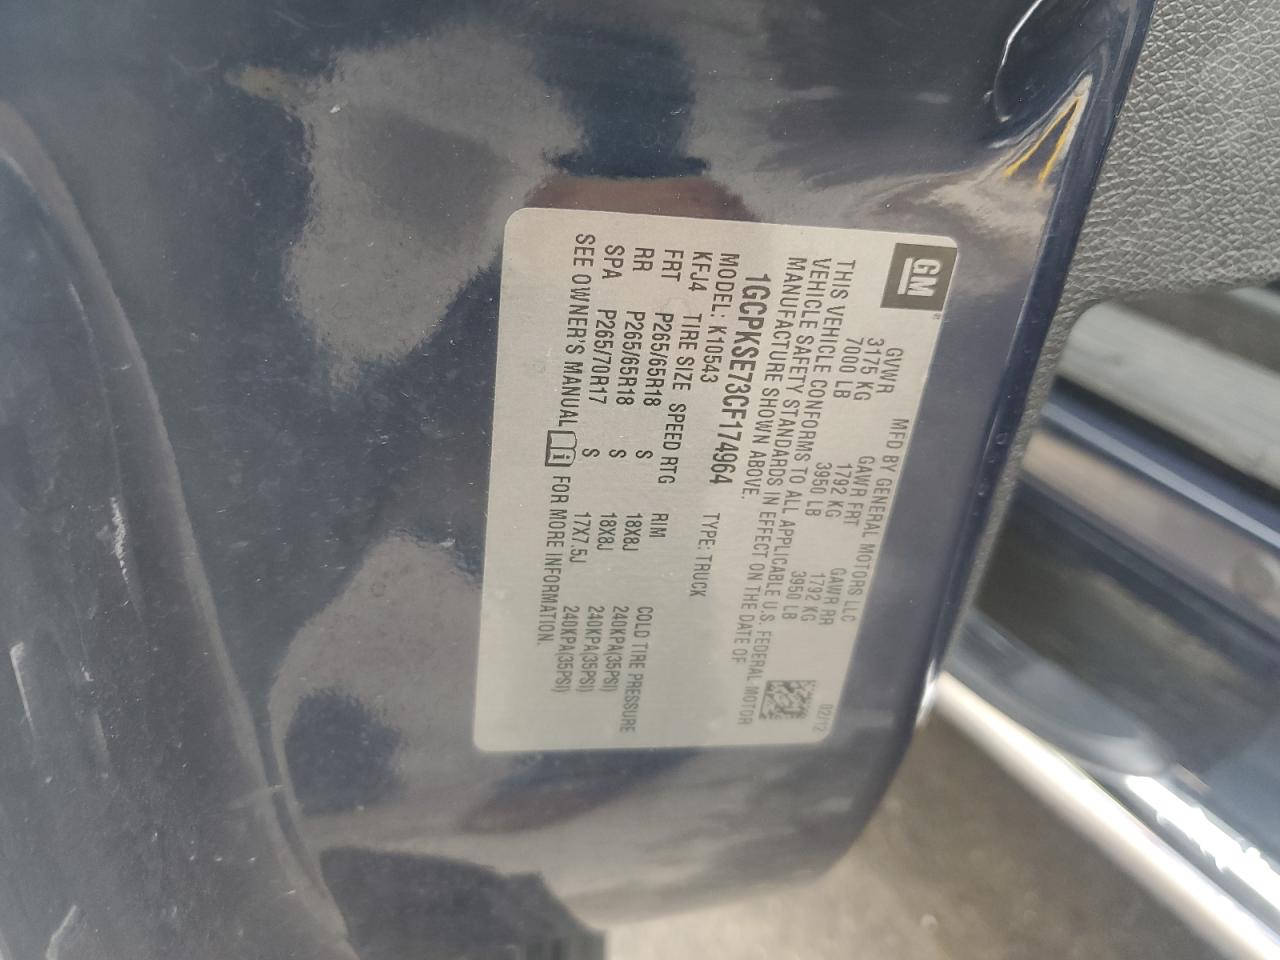 GM
MFD BY GENERAL MOTORS LLC
02/12
GVWR GAWR FRT GAWR RR
3175 KG 1792 KG 1792 KG
7000 LB 3950 LB 3950 LB
THIS VEHICLE CONFORMS TO ALL APPLICABLE U.S. FEDERAL MOTOR
VEHICLE SAFETY STANDARDS IN EFFECT ON THE DATE OF
MANUFACTURE SHOWN ABOVE.
1GCPKSE73CF174964 TYPE: TRUCK
MODEL: K10543
KFJ4 TIRE SIZE SPEED RTG RIM COLD TIRE PRESSURE
FRT P265/65R18 S 18X8J 240KPA(35PSI)
RR P265/65R18 S 18X8J 240KPA(35PSI)
SPA P265/70R17 S 17X7.5J 240KPA(35PSI)
SEE OWNER'S MANUAL i FOR MORE INFORMATION.